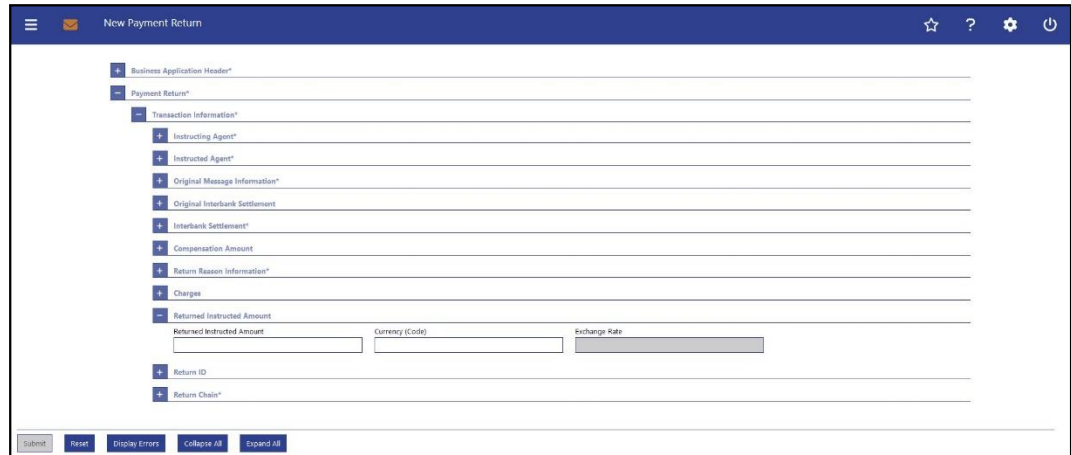 New Payment Return
?
Business Application Header*
Payment Return*
Transaction Information*
Instructing Agent*
Instructed Agent*
Original Message Information*
Original Interbank Settlement
Interbank Settlement*
Compensation Amount
Return Reason Information*
Charges
Returned Instructed Amount
Returned Instructed Amount Currency (Code) Exchange Rate
Return ID
Return Chain*
Submit Reset Display Errors Collapse All Expand All